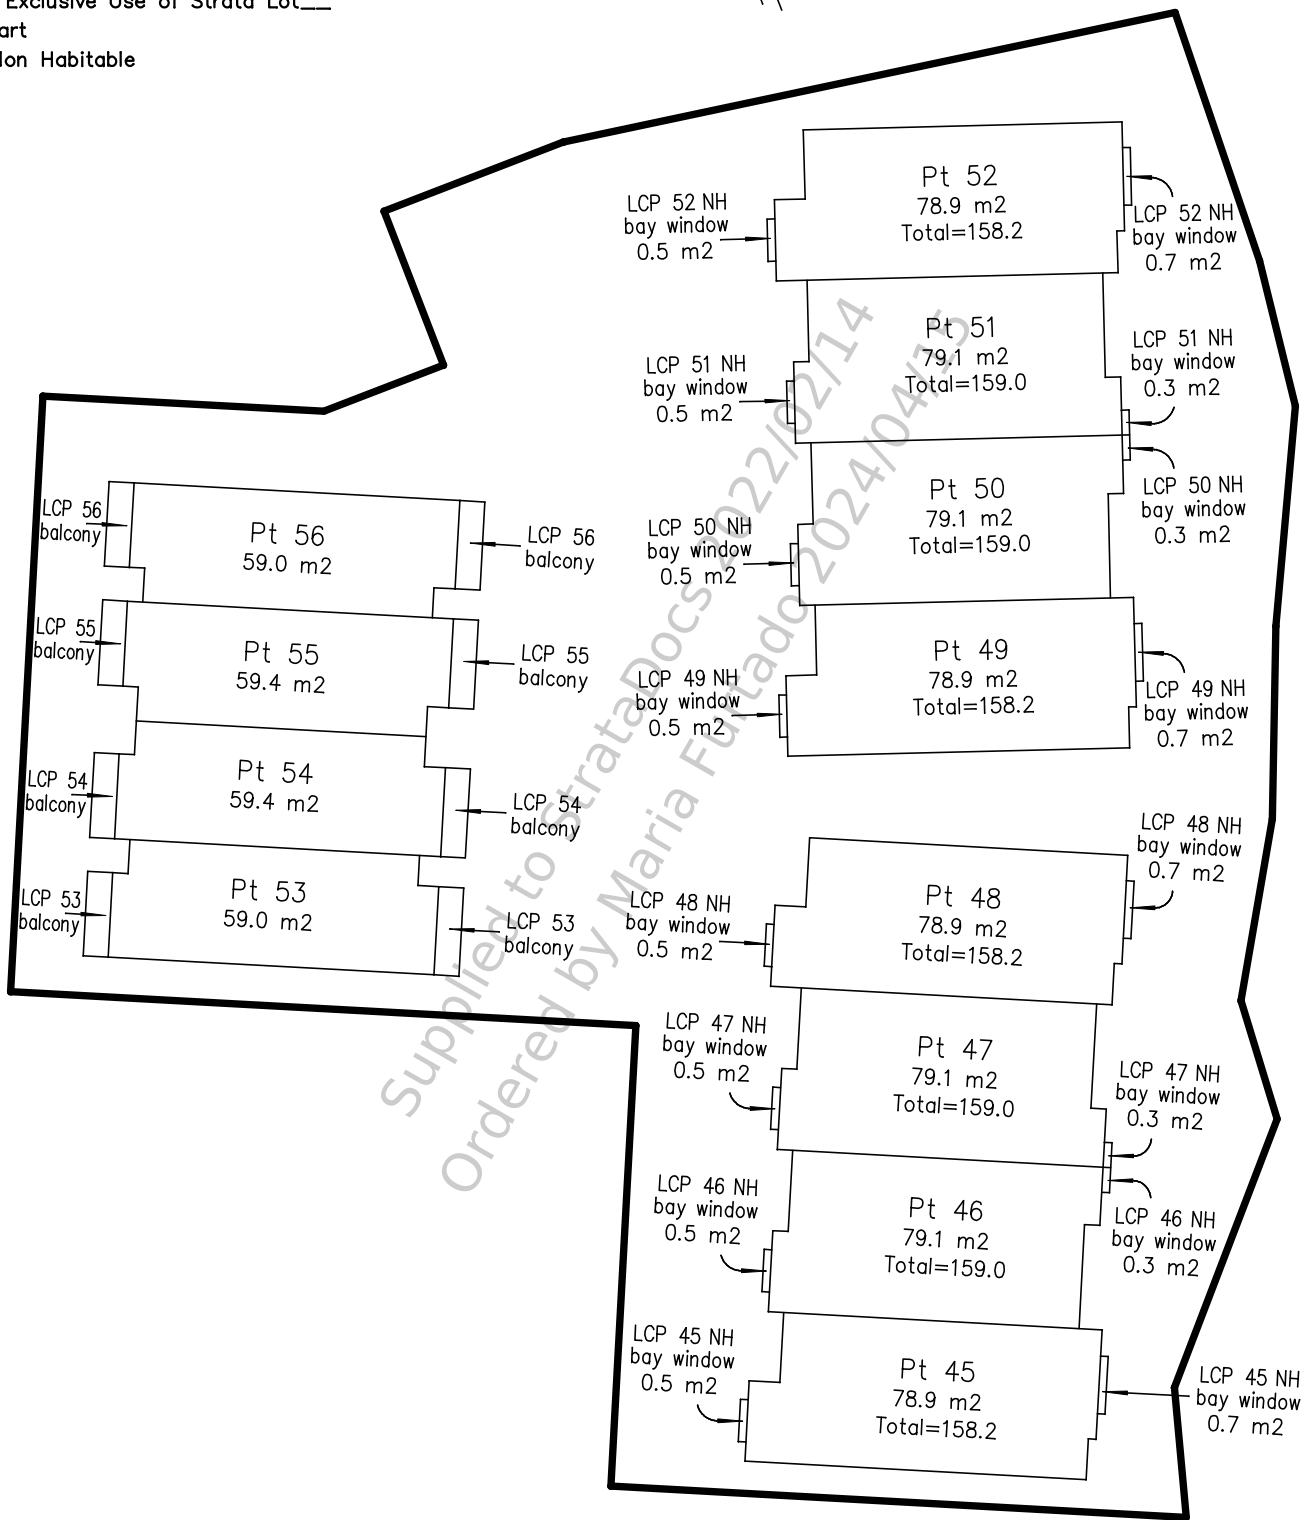 Exclusive Use of Strata Lot__
Habitable
Pt 52
78.9 m2
Total=158.2
LCP 52 NH
bay window
0.5 m2
LCP 52 NH
bay window
0.7 m2
Pt 51
79.1 m2
Total=159.0
LCP 51 NH
bay window
0.5 m2
LCP 51 NH
bay window
0.3 m2
Pt 50
79.1 m2
Total=159.0
LCP 50 NH
bay window
0.5 m2
LCP 50 NH
bay window
0.3 m2
Pt 49
78.9 m2
Total=158.2
LCP 49 NH
bay window
0.5 m2
LCP 49 NH
bay window
0.7 m2
LCP 56
balcony
Pt 56
59.0 m2
LCP 56
balcony
LCP 55
balcony
Pt 55
59.4 m2
LCP 55
balcony
LCP 54
balcony
Pt 54
59.4 m2
LCP 54
balcony
LCP 53
balcony
Pt 53
59.0 m2
LCP 53
balcony
LCP 48 NH
bay window
0.5 m2
Pt 48
78.9 m2
Total=158.2
LCP 48 NH
bay window
0.7 m2
LCP 47 NH
bay window
0.5 m2
Pt 47
79.1 m2
Total=159.0
LCP 47 NH
bay window
0.3 m2
LCP 46 NH
bay window
0.5 m2
Pt 46
79.1 m2
Total=159.0
LCP 46 NH
bay window
0.3 m2
LCP 45 NH
bay window
0.5 m2
Pt 45
78.9 m2
Total=158.2
LCP 45 NH
bay window
0.7 m2
Supplied to StrataDocs 2022/02/14
Ordered by Maria Furtado 2024/04/15